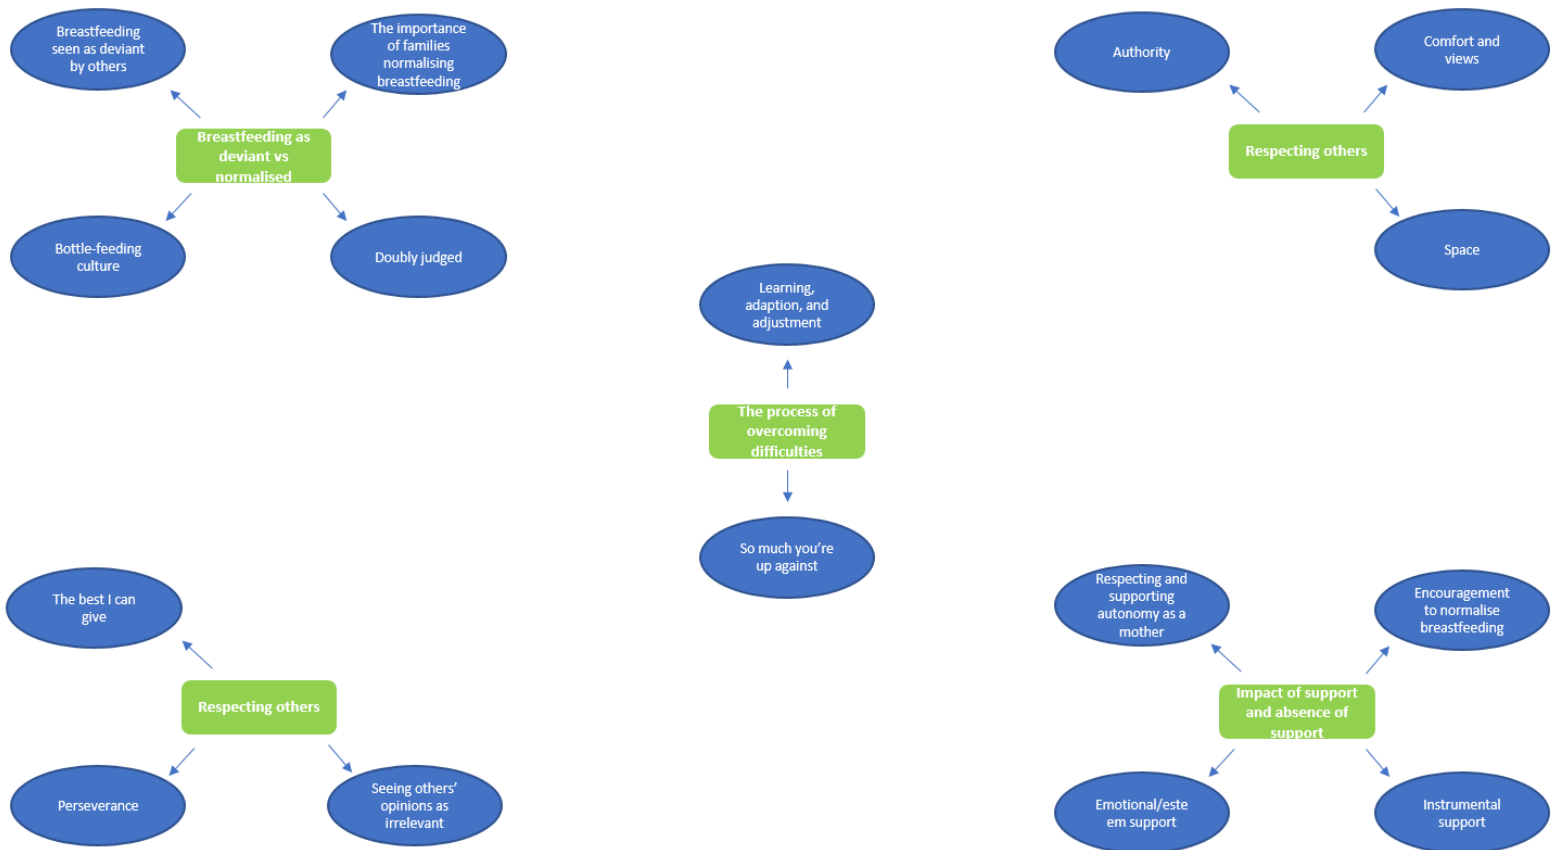 Breastfeeding
seen as deviant
by others
The importance
of families
normalising
breastfeeding
Breastfeeding as
deviant vs
normalised
Bottle-feeding
culture
Doubly judged
Authority
Comfort and
views
Respecting others
Space
Learning,
adaption, and
adjustment
The process of
overcoming
difficulties
So much you’re
up against
The best I can
give
Respecting others
Perseverance
Seeing others’
opinions as
irrelevant
Respecting and
supporting
autonomy as a
mother
Encouragement
to normalise
breastfeeding
Impact of support
and absence of
support
Emotional/este
em support
Instrumental
support